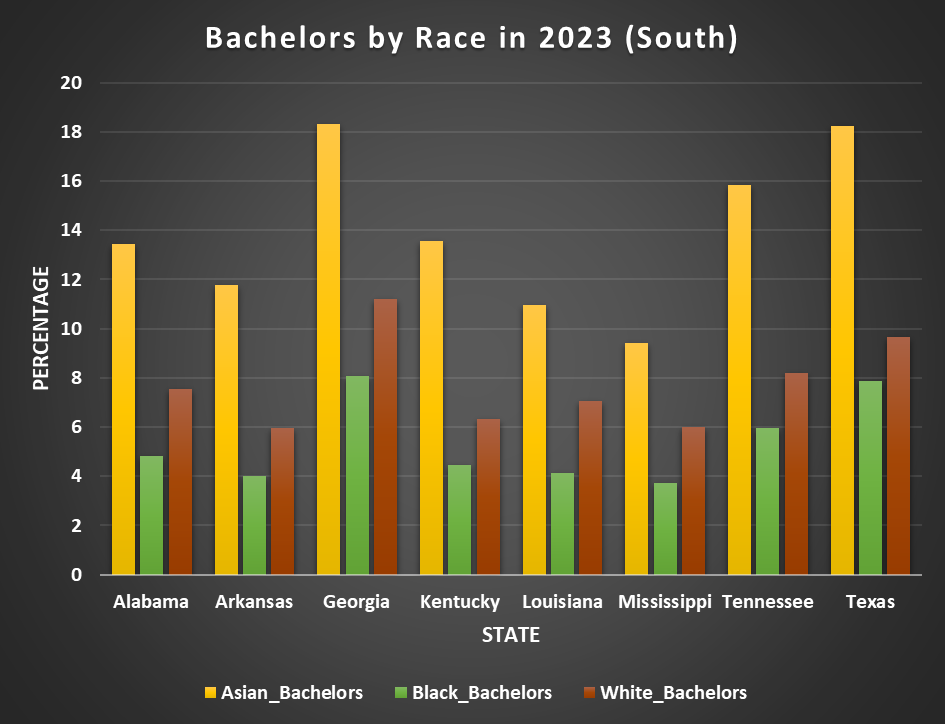 Bachelors by Race in 2023 (South)
20
18
16
14
12
10
8
6
4
2
0
PERCENTAGE
Alabama Arkansas Georgia Kentucky Louisiana Mississippi Tennessee Texas
STATE
Asian_Bachelors Black_Bachelors White_Bachelors